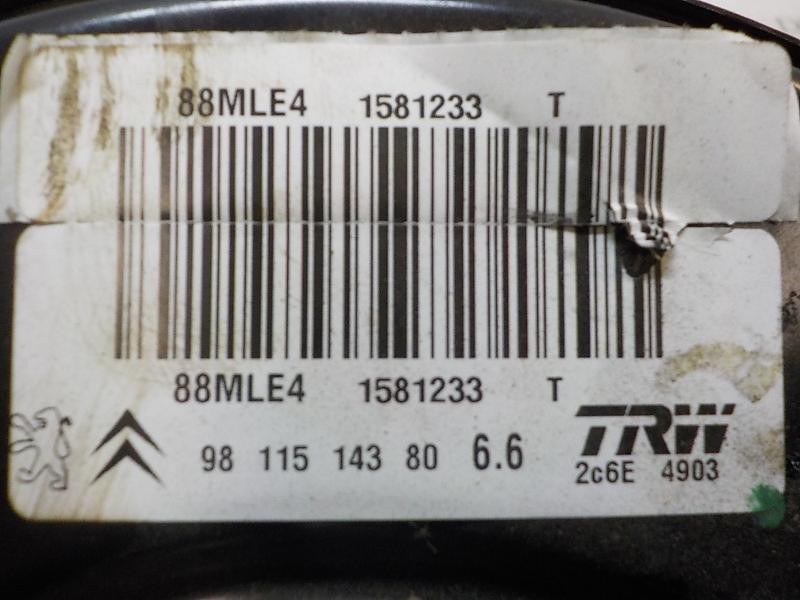 88MLE4 1581233 T
88MLE4 1581233 T
98 115 143 80 6.6
TRW
2c6E 4903